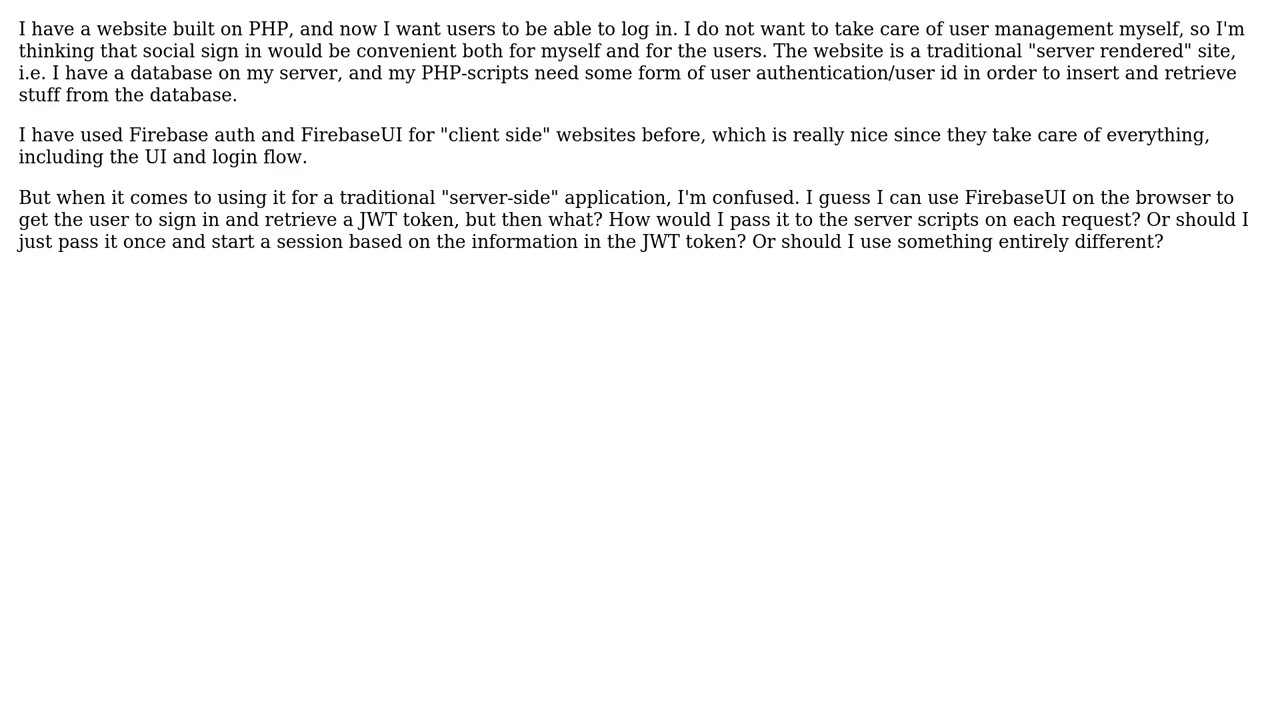 I have a website built on PHP, and now I want users to be able to log in. I do not want to take care of user management myself, so I'm
thinking that social sign in would be convenient both for myself and for the users. The website is a traditional "server rendered" site,
i.e. I have a database on my server, and my PHP-scripts need some form of user authentication/user id in order to insert and retrieve
stuff from the database.
I have used Firebase auth and FirebaseUI for "client side" websites before, which is really nice since they take care of everything,
including the UI and login flow.
But when it comes to using it for a traditional "server-side" application, I'm confused. I guess I can use FirebaseUI on the browser to
get the user to sign in and retrieve a JWT token, but then what? How would I pass it to the server scripts on each request? Or should I
just pass it once and start a session based on the information in the JWT token? Or should I use something entirely different?